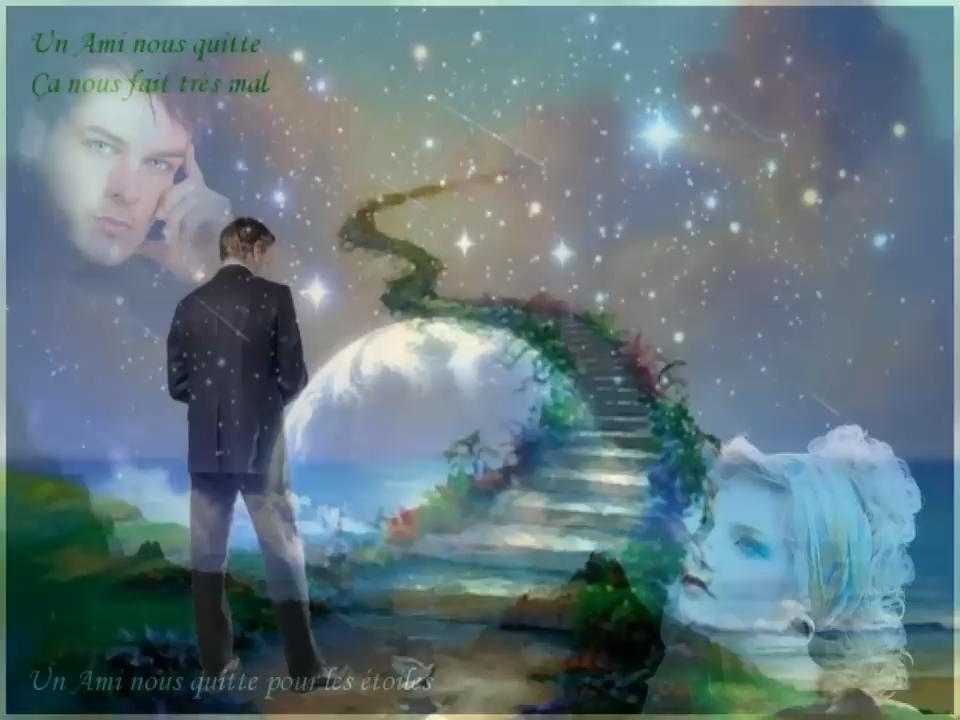 Un Ami nous quitte
Ça nous fait très mal
Un Ami nous quitte pour les étoiles